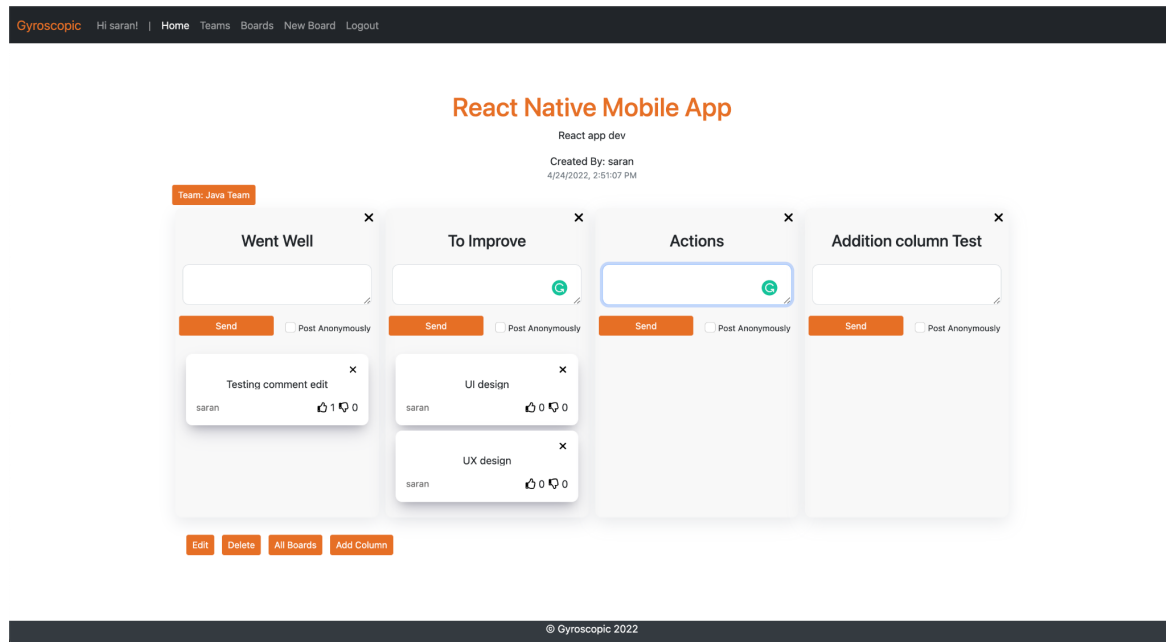 Gyroscopic Hi saran! | Home Teams Boards New Board Logout
React Native Mobile App
React app dev
Created By: saran
4/24/2022, 2:51:07 PM
Team: Java Team
Went Well
To Improve
Actions
Addition column Test
Send Post Anonymously
Send Post Anonymously
Send Post Anonymously
Send Post Anonymously
Testing comment edit
saran 1 0
UI design
saran 0 0
UX design
saran 0 0
Edit Delete All Boards Add Column
© Gyroscopic 2022